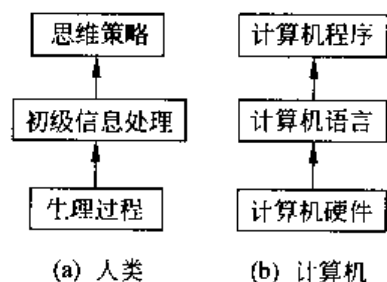 思维策略
计算机程序
初级信息处理
计算机语言
生理过程
计算机硬件
(a) 人类
(b) 计算机